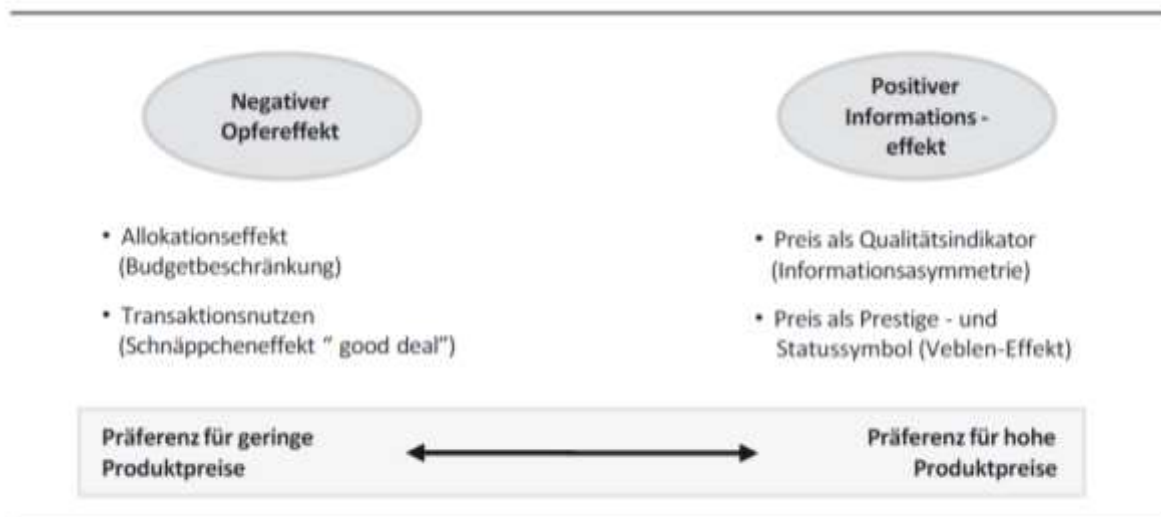 Negativer
Opfereffekt
Positiver
Informations -
effekt
• Allokationseffekt
(Budgetbeschränkung)
• Transaktionsnutzen
(Schnäppcheneffekt “ good deal”)
• Preis als Qualitätsindikator
(Informationsasymmetrie)
• Preis als Prestige - und
Statussymbol (Veblen-Effekt)
Präferenz für geringe
Produktpreise
Präferenz für hohe
Produktpreise